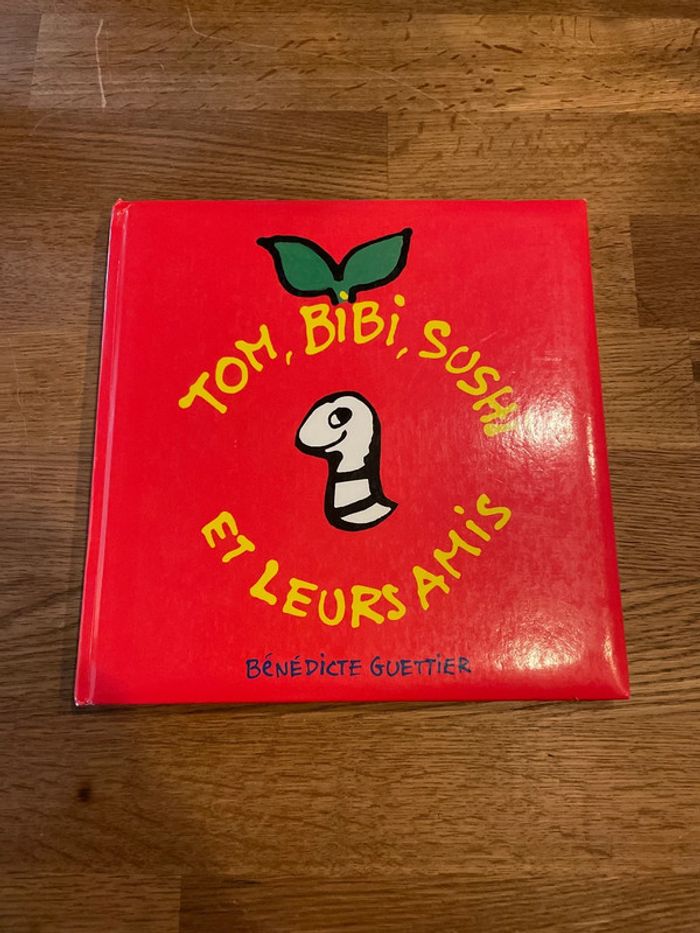 TOM, BiBi, SUSHi
ET LEURS AMiS
BéNÉDiCTE GUETTiER